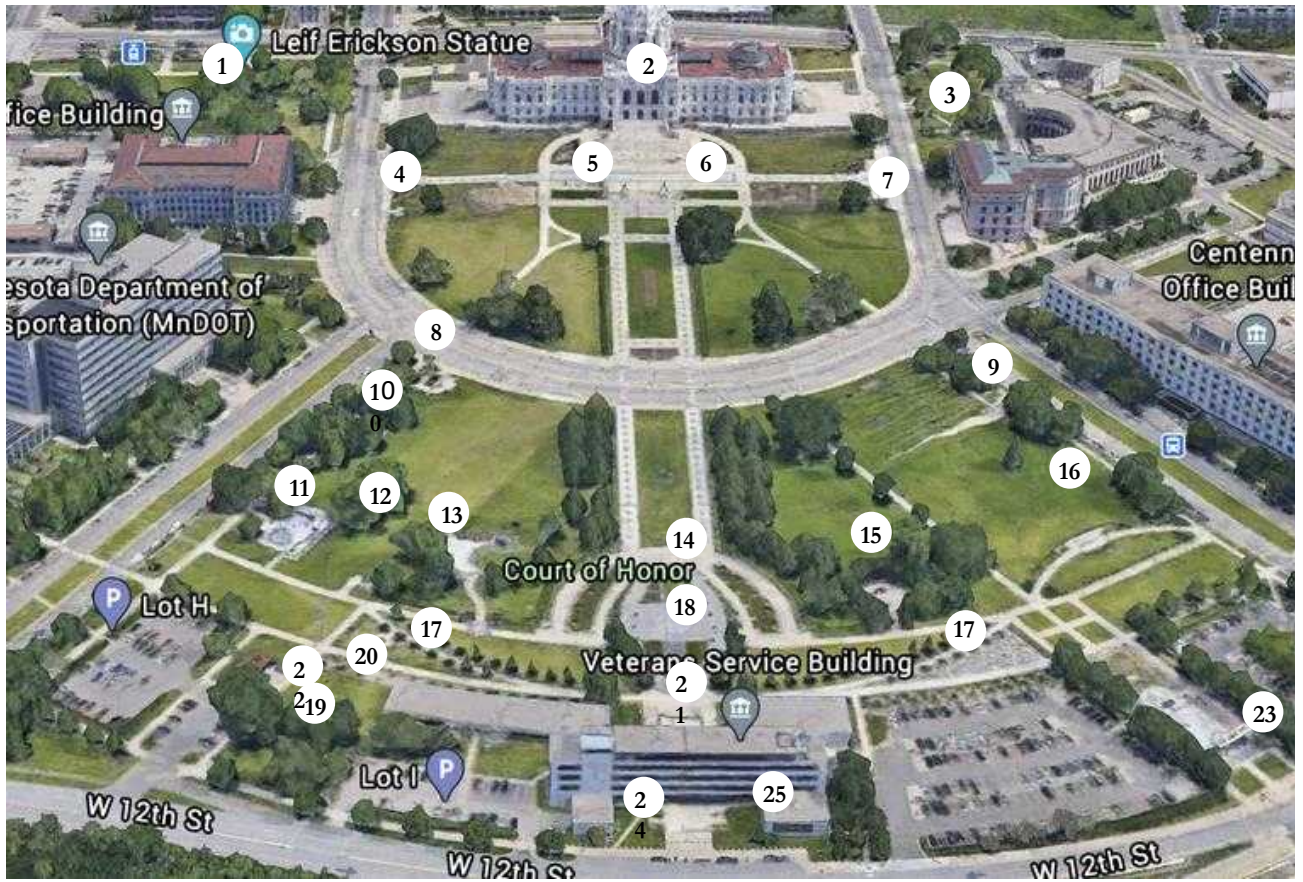 1
Leif Erickson Statue
2
3
fice Building
4
5
6
7
esota Department of
sportation (MnDOT)
Centenn
Office Buil
8
9
10
0
11
12
13
14
15
16
Court of Honor
18
P
Lot H
17
17
20
Veterans Service Building
2
2
19
2
1
23
Lot I
P
2
4
25
W 12th St
W 12th St
W 12th St